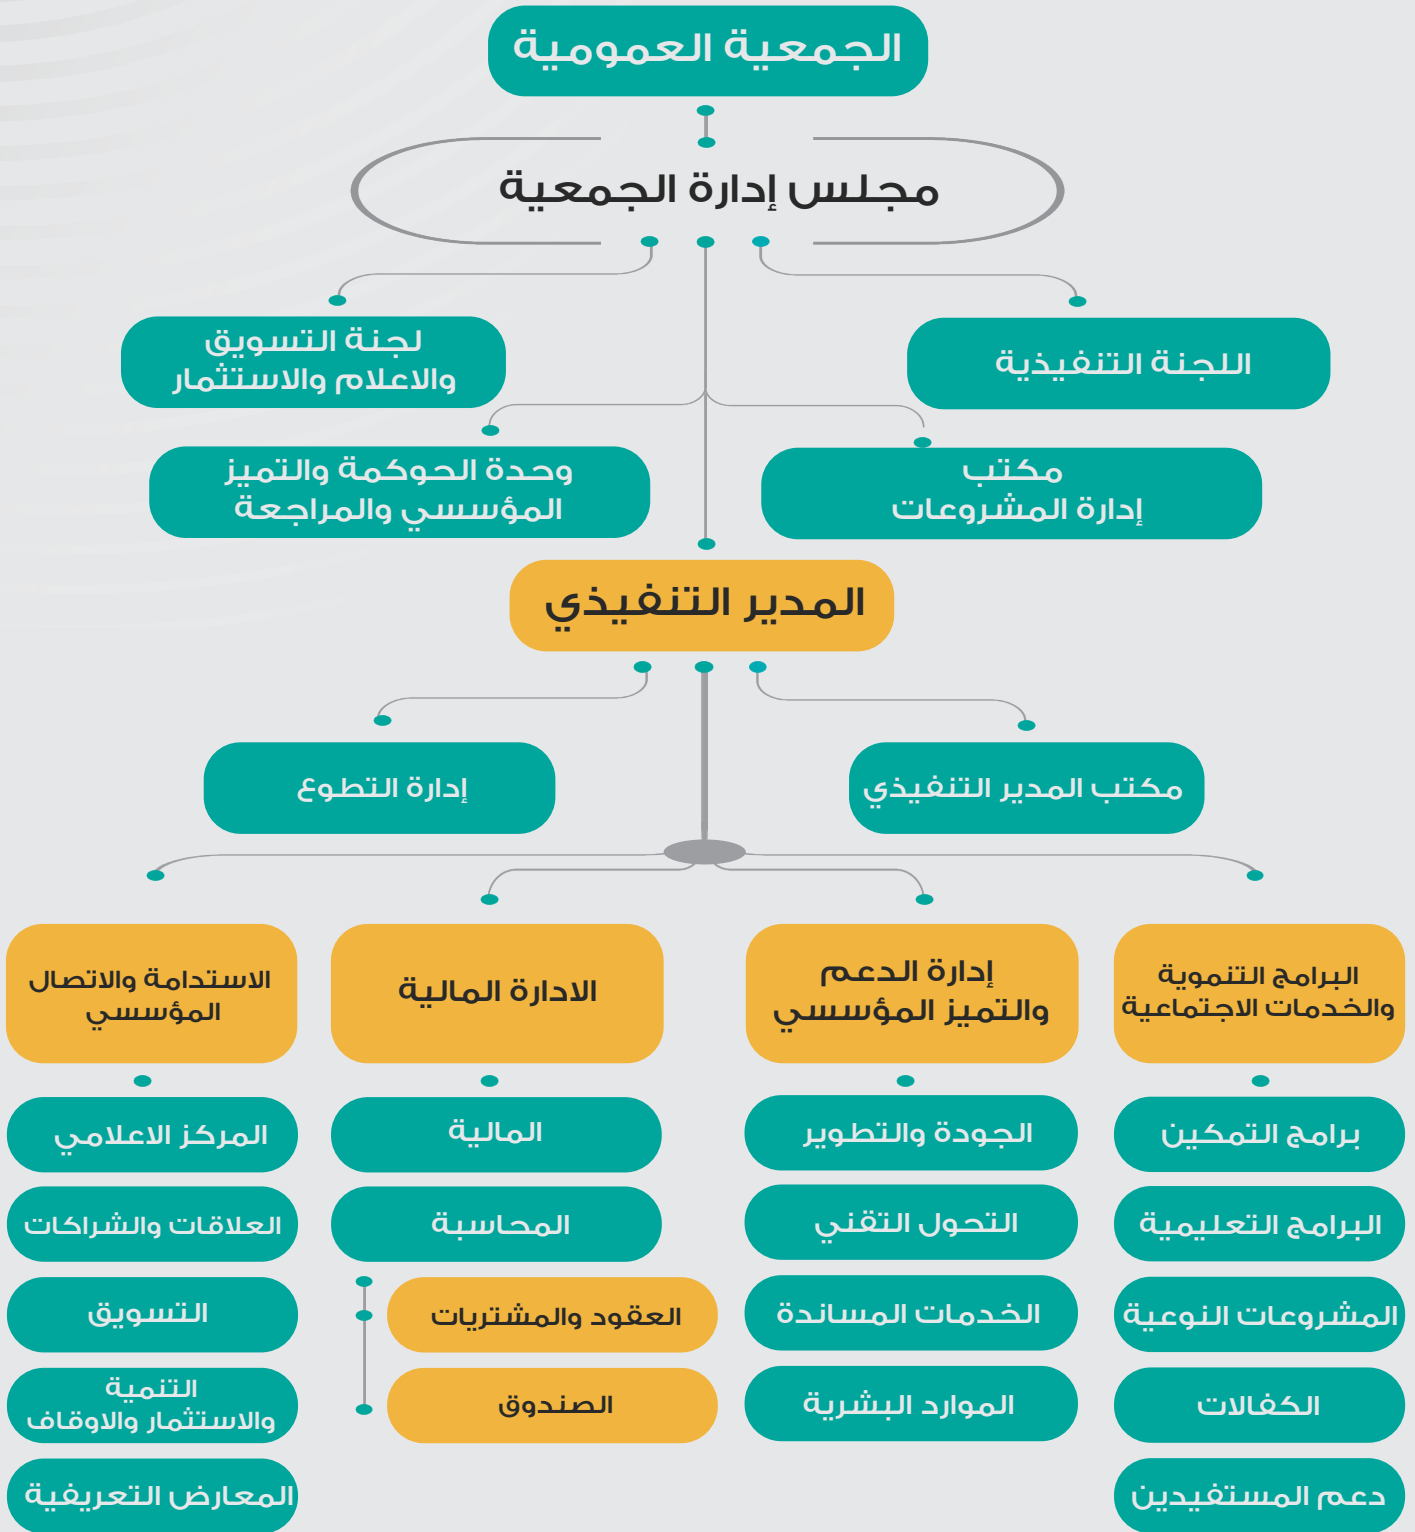 الجمعية العمومية
مجلس إدارة الجمعية
اللجنة التنفيذية
لجنة التسويق
والاعلام والاستثمار
مكتب
إدارة المشروعات
وحدة الحوكمة والتميز
المؤسسي والمراجعة
المدير التنفيذي
مكتب المدير التنفيذي
إدارة التطوع
البرامج التنموية
والخدمات الاجتماعية
برامج التمكين
البرامج التعليمية
المشروعات النوعية
الكفالات
دعم المستفيدين
إدارة الدعم
والتميز المؤسسي
الجودة والتطوير
التحول التقني
الخدمات المساندة
الموارد البشرية
الادارة المالية
المالية
المحاسبة
العقود والمشتريات
الصندوق
الاستدامة والاتصال
المؤسسي
المركز الاعلامي
العلاقات والشراكات
التسويق
التنمية
والاستثمار والاوقاف
المعارض التعريفية